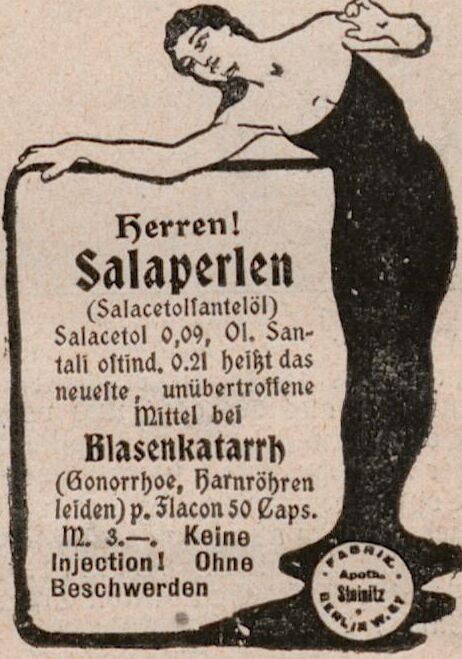 Herren!
Salaperlen
(Salacetolſantelöl)
Salacetol 0,09, Ol. San-
tali oſtind. 0.21 heißt das
neueſte, unübertroffene
Mittel bei
Blasenkatarrh
(Gonorrhoe, Harnröhren
leiden) p. Flacon 50 Caps.
M. 3.—. Keine
Injection! Ohne
Beschwerden
FABRIK
Apoth.
Steinitz
BERLIN W. 57